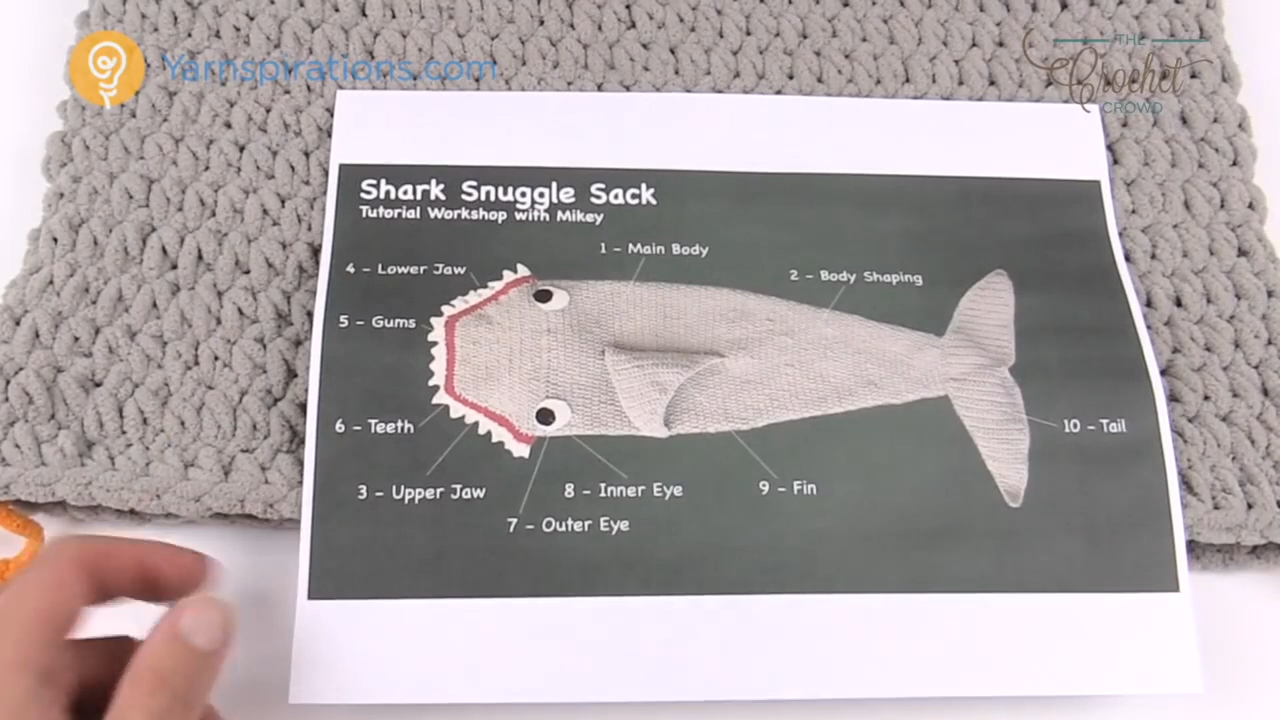 Yarnspirations.com
THE
Crochet
CROWD
Shark Snuggle Sack
Tutorial Workshop with Mikey
1 - Main Body
4 - Lower Jaw
2 - Body Shaping
5 - Gums
6 - Teeth
10 - Tail
3 - Upper Jaw
8 - Inner Eye
9 - Fin
7 - Outer Eye